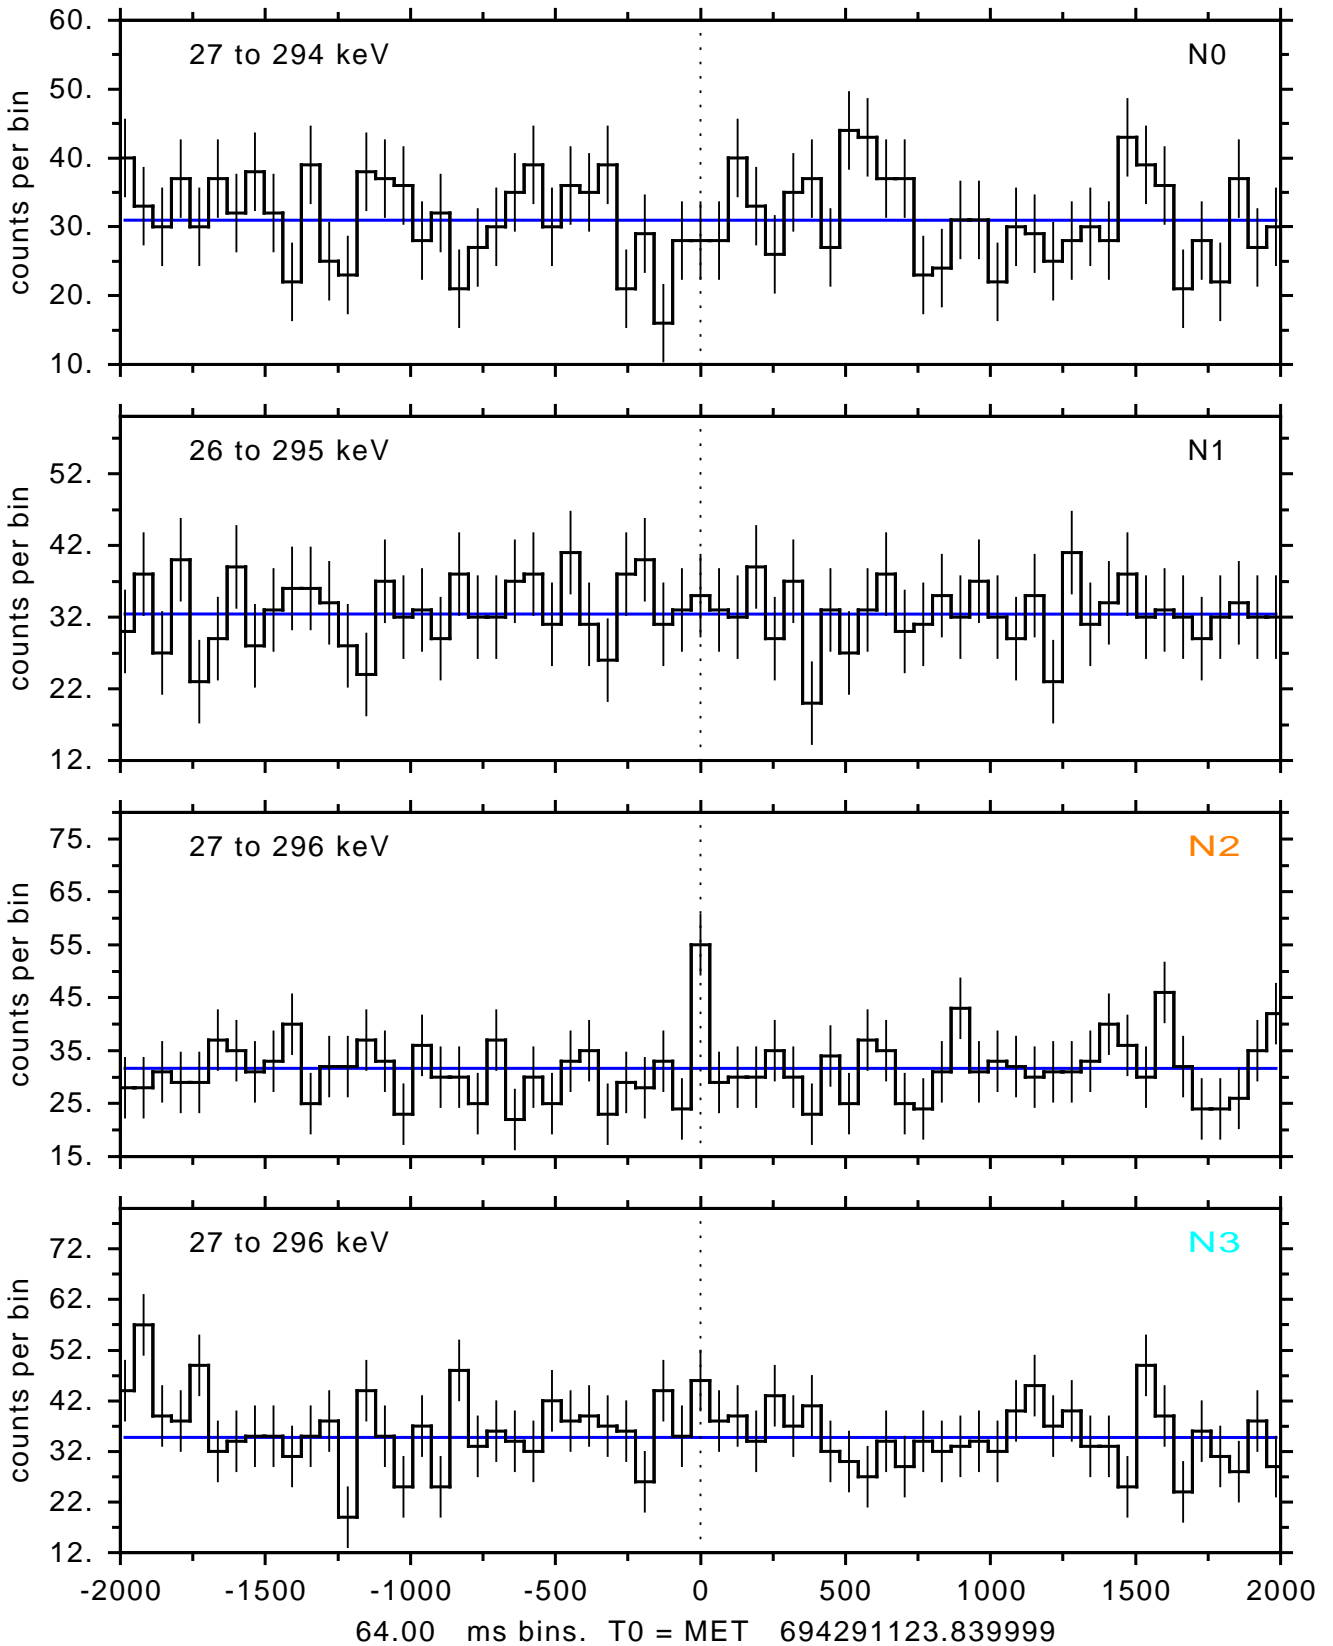 60.
27 to 294 keV N0
50.
40.
30.
20.
10.
counts per bin
26 to 295 keV N1
52.
42.
32.
22.
12.
counts per bin
75.
27 to 296 keV N2
65.
55.
45.
35.
25.
15.
counts per bin
27 to 296 keV N3
72.
62.
52.
42.
32.
22.
12.
counts per bin
-2000 -1500 -1000 -500 0 500 1000 1500 2000
64.00 ms bins. T0 = MET 694291123.839999